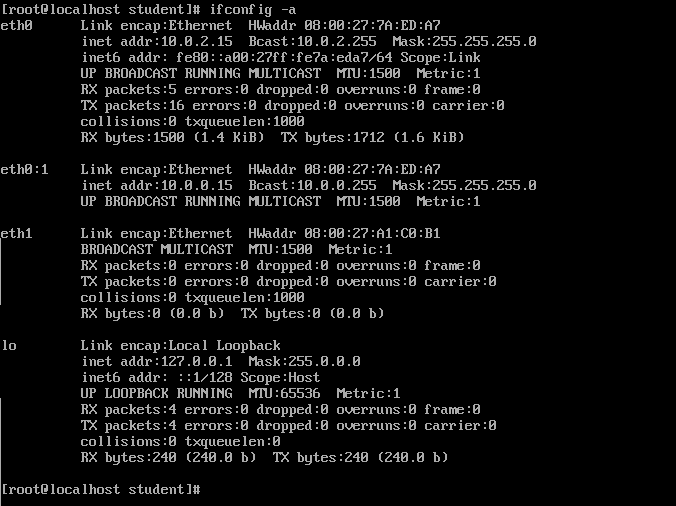 [root@localhost student]# ifconfig -a
eth0      Link encap:Ethernet  HWaddr 08:00:27:7A:ED:A7
          inet addr:10.0.2.15  Bcast:10.0.2.255  Mask:255.255.255.0
          inet6 addr: fe80::a00:27ff:fe7a:eda7/64 Scope:Link
          UP BROADCAST RUNNING MULTICAST  MTU:1500  Metric:1
          RX packets:5 errors:0 dropped:0 overruns:0 frame:0
          TX packets:16 errors:0 dropped:0 overruns:0 carrier:0
          collisions:0 txqueuelen:1000
          RX bytes:1500 (1.4 KiB)  TX bytes:1712 (1.6 KiB)

eth0:1    Link encap:Ethernet  HWaddr 08:00:27:7A:ED:A7
          inet addr:10.0.0.15  Bcast:10.0.0.255  Mask:255.255.255.0
          UP BROADCAST RUNNING MULTICAST  MTU:1500  Metric:1

eth1      Link encap:Ethernet  HWaddr 08:00:27:A1:C0:B1
          BROADCAST MULTICAST  MTU:1500  Metric:1
          RX packets:0 errors:0 dropped:0 overruns:0 frame:0
          TX packets:0 errors:0 dropped:0 overruns:0 carrier:0
          collisions:0 txqueuelen:1000
          RX bytes:0 (0.0 b)  TX bytes:0 (0.0 b)

lo        Link encap:Local Loopback
          inet addr:127.0.0.1  Mask:255.0.0.0
          inet6 addr: ::1/128 Scope:Host
          UP LOOPBACK RUNNING  MTU:65536  Metric:1
          RX packets:4 errors:0 dropped:0 overruns:0 frame:0
          TX packets:4 errors:0 dropped:0 overruns:0 carrier:0
          collisions:0 txqueuelen:0
          RX bytes:240 (240.0 b)  TX bytes:240 (240.0 b)

[root@localhost student]#